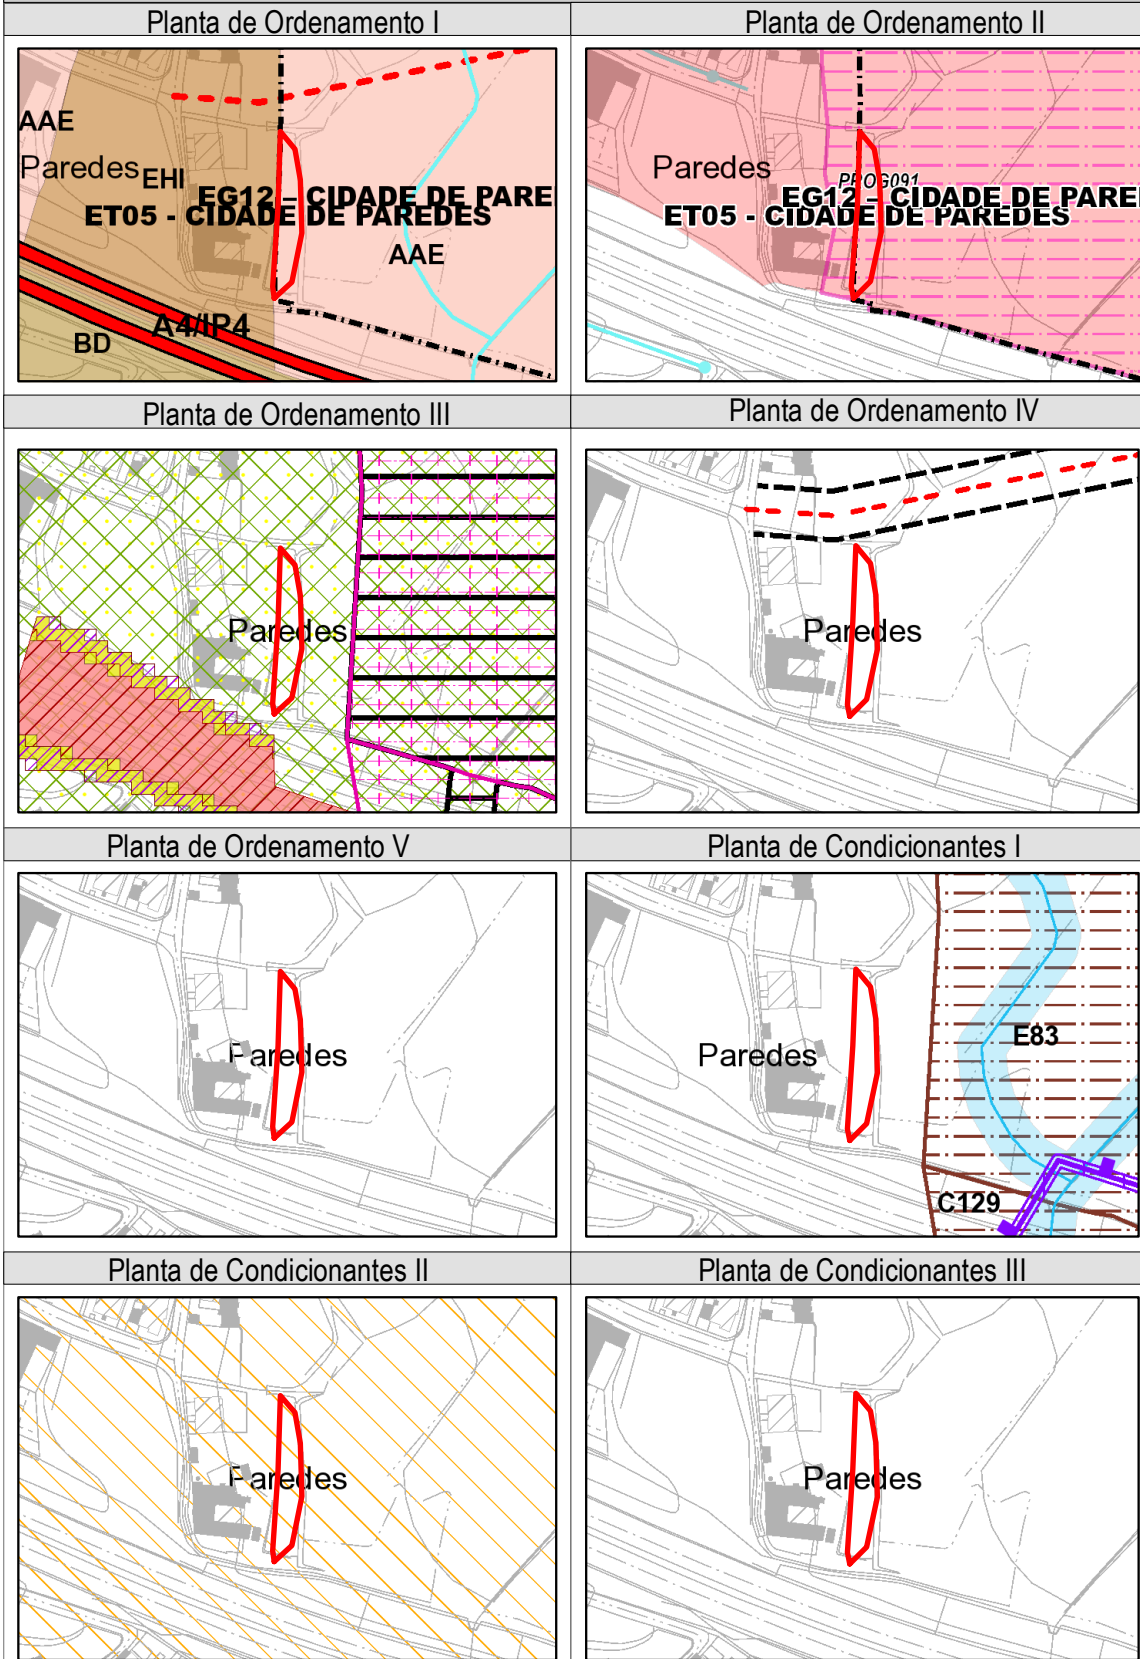 Planta de Ordenamento I
Planta de Ordenamento II
AAE
Paredes
EHI
EG12 - CIDADE DE PARE
ET05 - CIDADE DE PAREDES
AAE
A4/IP4
BD
Paredes
PROG091
EG12 - CIDADE DE PARE
ET05 - CIDADE DE PAREDES
Planta de Ordenamento III
Planta de Ordenamento IV
Paredes
Paredes
Planta de Ordenamento V
Planta de Condicionantes I
Paredes
Paredes
E83
C129
Planta de Condicionantes II
Planta de Condicionantes III
Paredes
Paredes